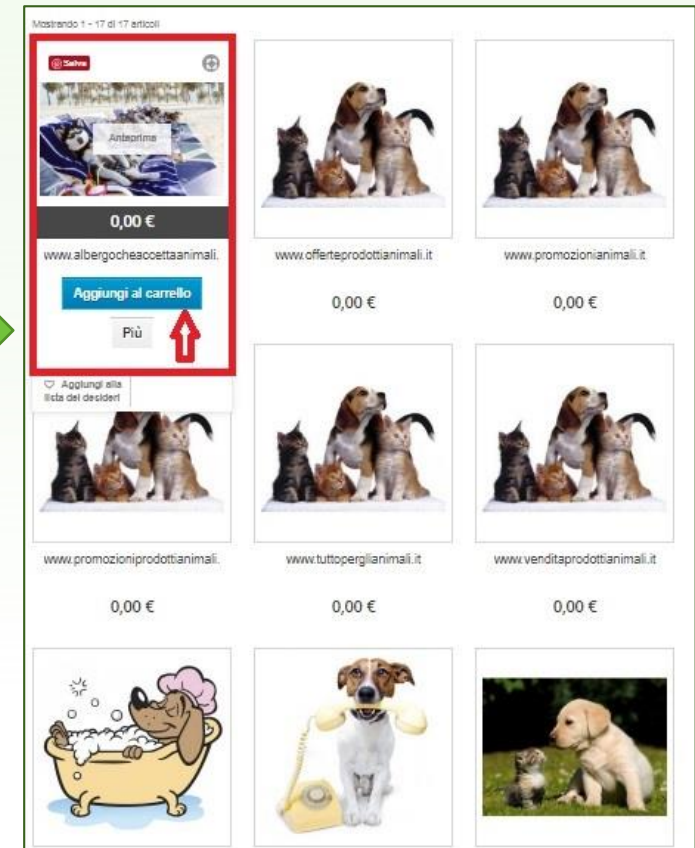 Mostrando 1 - 17 di 17 articoli
Salva
Anteprima
0,00 €
www.albergocheaccettaanimali.
Aggiungi al carrello
Più
Aggiungi alla
lista dei desideri
www.offerteprodottianimali.it
0,00 €
www.promozionianimali.it
0,00 €
www.promozioniprodottianimali.
0,00 €
www.tuttoperglianimali.it
0,00 €
www.venditaprodottianimali.it
0,00 €